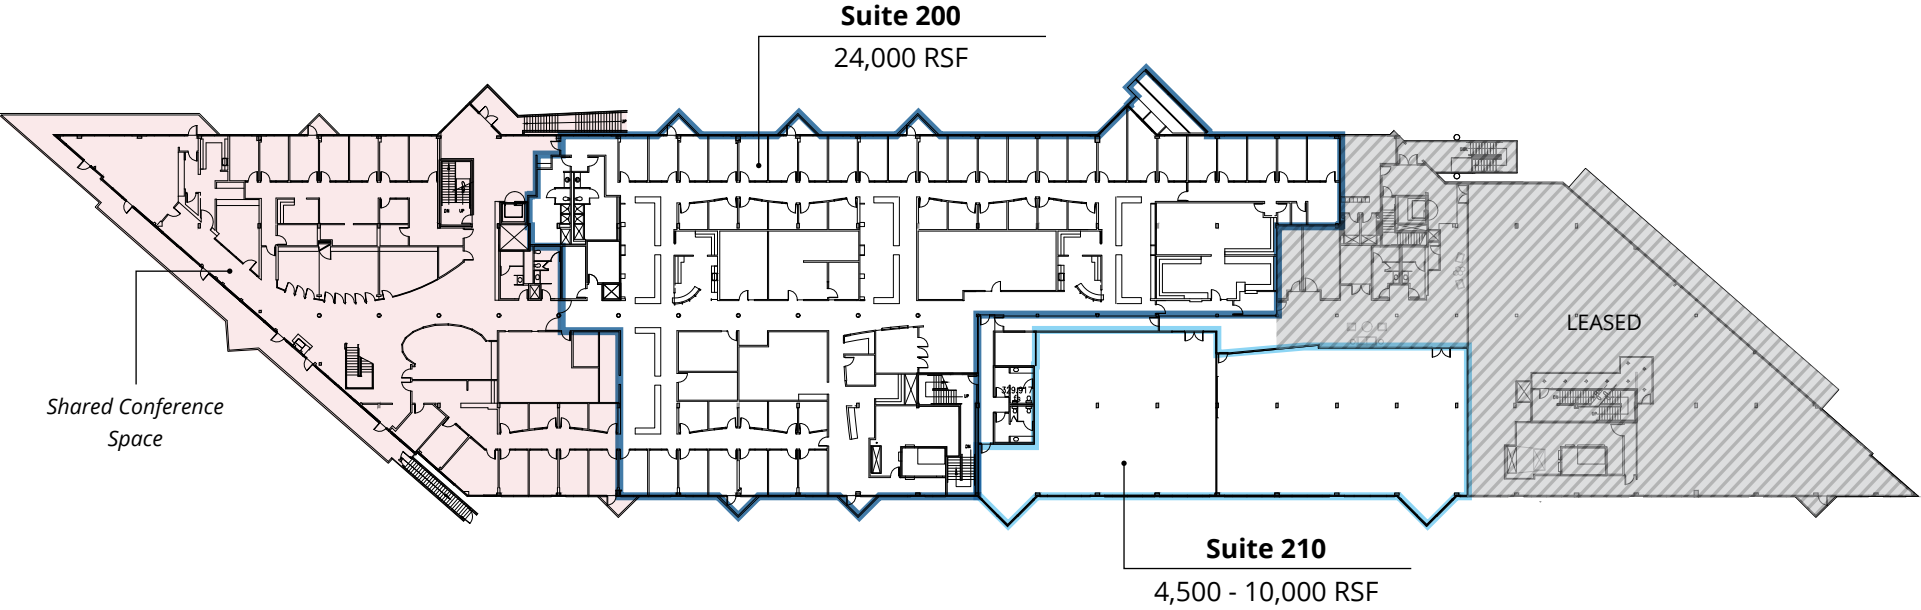 Suite 200
24,000 RSF
LEASED
Shared Conference
Space
Suite 210
4,500 - 10,000 RSF